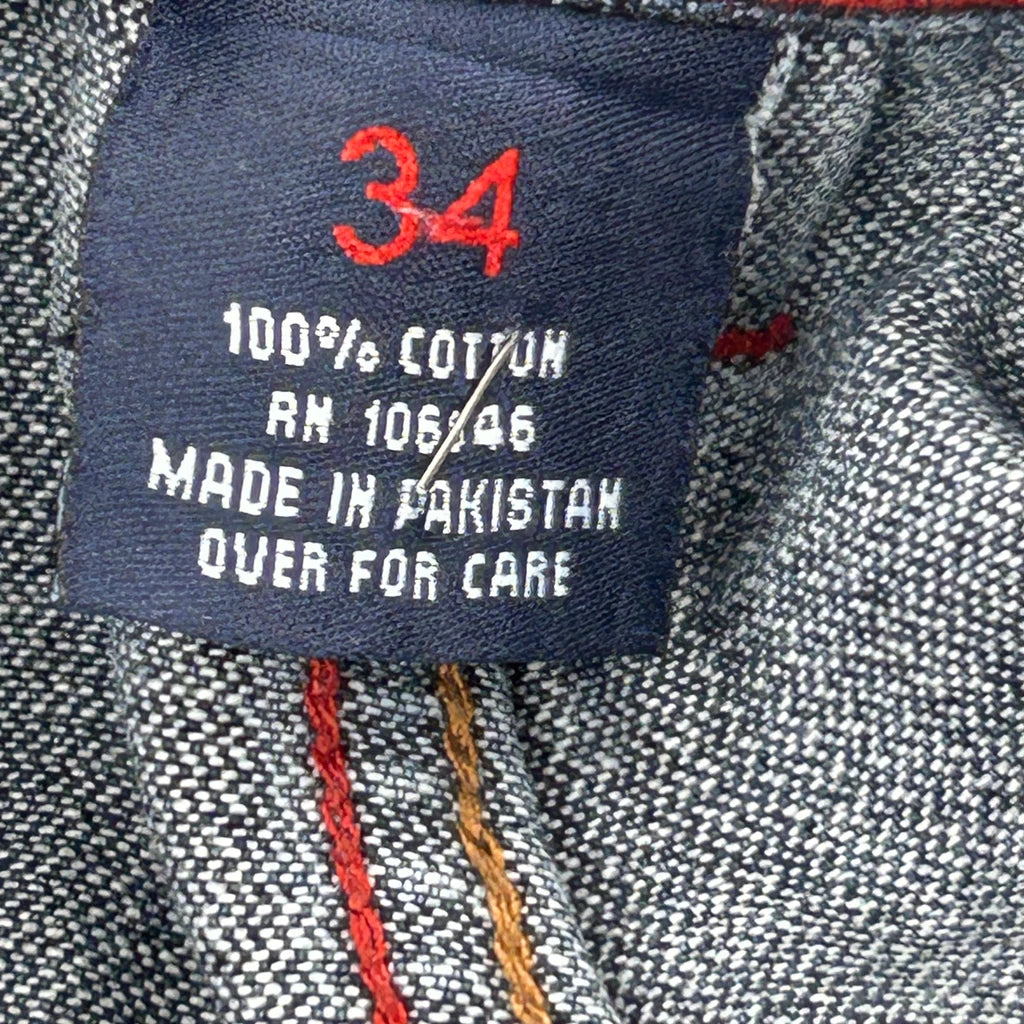 34
100% COTTON
RN
MADE IN PAKISTAN
OVER FOR CARE